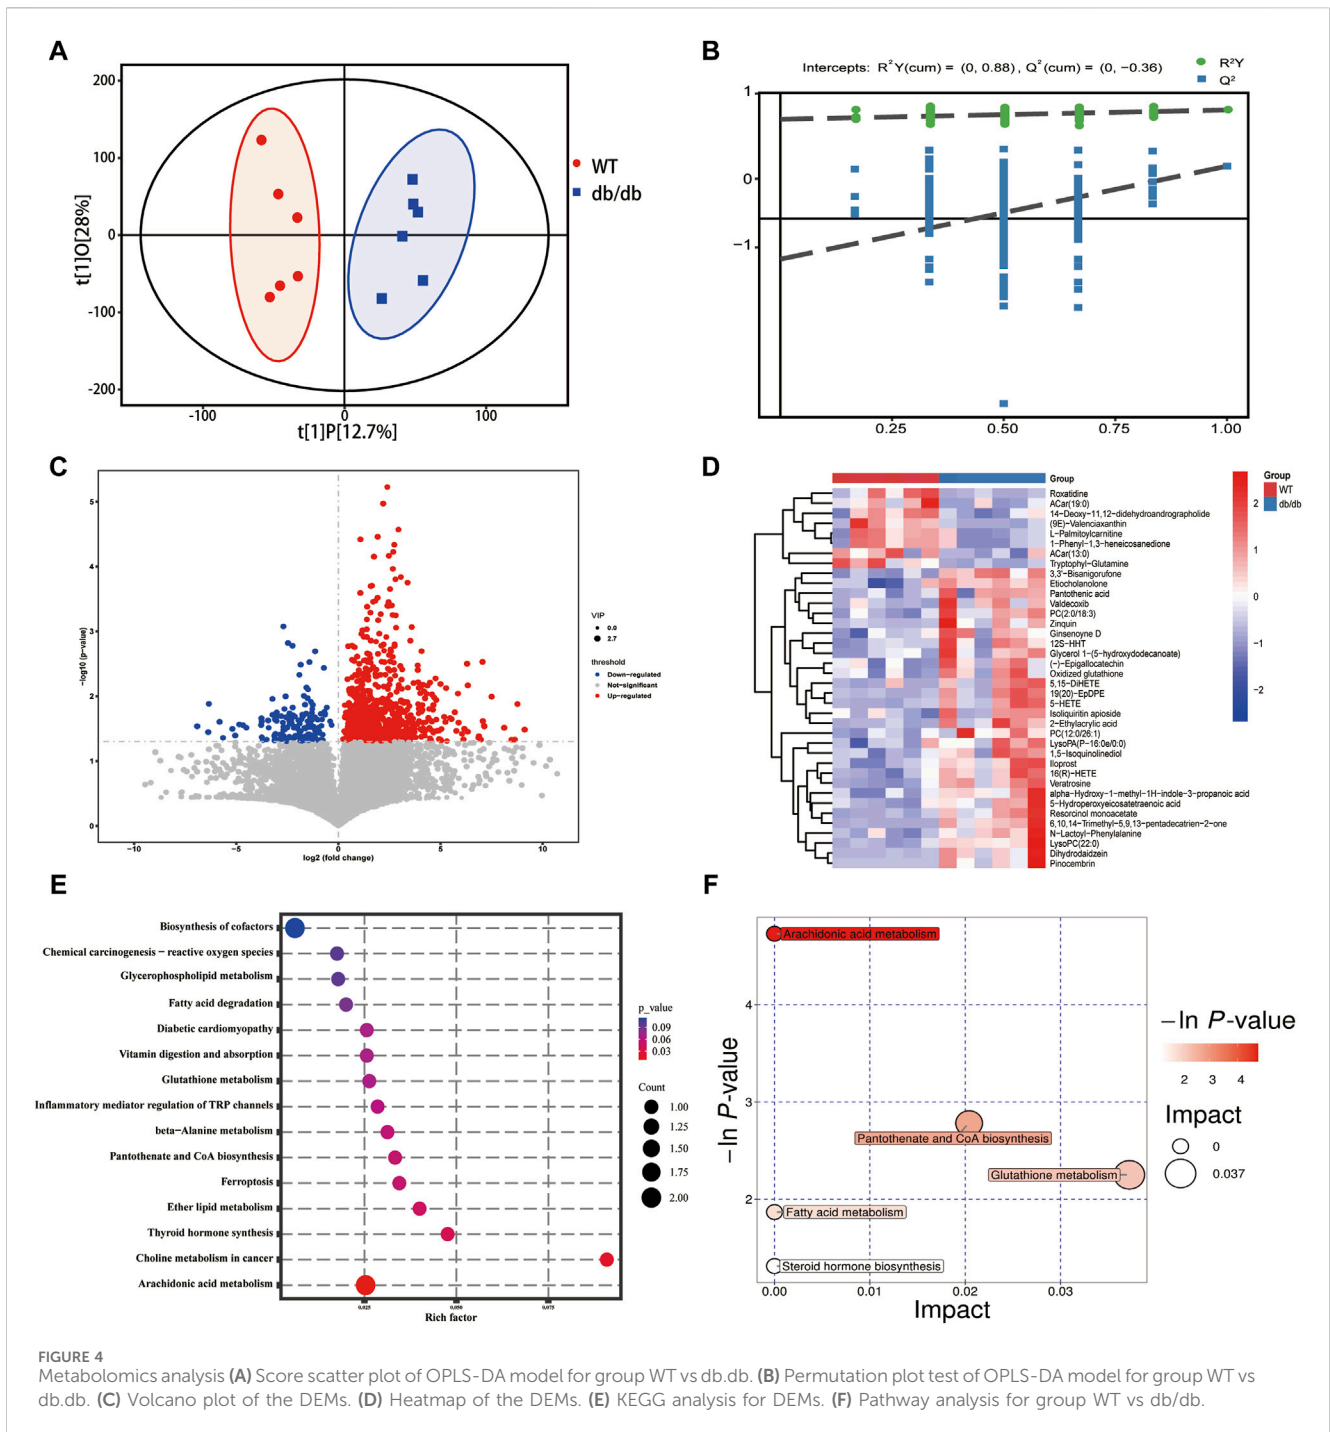 A
200
100
0
-100
-200
-100
0
100
t[1]O[28%]
t[1]P[12.7%]
WT
db/db
B
Intercepts: R²Y(cum) = (0, 0.88), Q²(cum) = (0, −0.36)
R²Y
Q²
1
0
−1
0.25
0.50
0.75
1.00
C
5
4
3
2
1
0
−10
−5
0
5
10
−log10 (p−value)
log2 (fold change)
VIP
0.0
2.7
threshold
Down−regulated
Not−significant
Up−regulated
D
Group
Roxatidine
ACar(19:0)
14−Deoxy−11,12−didehydroandrographolide
(9E)−Valenciaxanthin
L−Palmitoylcarnitine
1−Phenyl−1,3−heneicosanedione
ACar(13:0)
Tryptophyl−Glutamine
3,3'−Bisanigorufone
Etiocholanolone
Pantothenic acid
Valdecoxib
PC(2:0/18:3)
Zinquin
Ginsenoyne D
12S−HHT
Glycerol 1−(5−hydroxydodecanoate)
(−)−Epigallocatechin
Oxidized glutathione
5,15−DiHETE
19(20)−EpDPE
5−HETE
Isoliquiritin apioside
2−Ethylacrylic acid
PC(12:0/26:1)
LysoPA(P−16:0e/0:0)
1,5−Isoquinolinediol
Iloprost
16(R)−HETE
Veratrosine
alpha−Hydroxy−1−methyl−1H−indole−3−propanoic acid
5−Hydroperoxyeicosatetraenoic acid
Resorcinol monoacetate
6,10,14−Trimethyl−5,9,13−pentadecatrien−2−one
N−Lactoyl−Phenylalanine
LysoPC(22:0)
Dihydrodaidzein
Pinocembrin
2
1
0
−1
−2
Group
WT
db/db
E
Biosynthesis of cofactors
Chemical carcinogenesis − reactive oxygen species
Glycerophospholipid metabolism
Fatty acid degradation
Diabetic cardiomyopathy
Vitamin digestion and absorption
Glutathione metabolism
Inflammatory mediator regulation of TRP channels
beta−Alanine metabolism
Pantothenate and CoA biosynthesis
Ferroptosis
Ether lipid metabolism
Thyroid hormone synthesis
Choline metabolism in cancer
Arachidonic acid metabolism
0.025
0.050
0.075
Rich factor
p_value
0.09
0.06
0.03
Count
1.00
1.25
1.50
1.75
2.00
F
Arachidonic acid metabolism
Pantothenate and CoA biosynthesis
Glutathione metabolism
Fatty acid metabolism
Steroid hormone biosynthesis
4
3
2
0.00
0.01
0.02
0.03
−ln P-value
Impact
−ln P-value
2 3 4
Impact
0
0.037
FIGURE 4
Metabolomics analysis (A) Score scatter plot of OPLS-DA model for group WT vs db.db. (B) Permutation plot test of OPLS-DA model for group WT vs
db.db. (C) Volcano plot of the DEMs. (D) Heatmap of the DEMs. (E) KEGG analysis for DEMs. (F) Pathway analysis for group WT vs db/db.